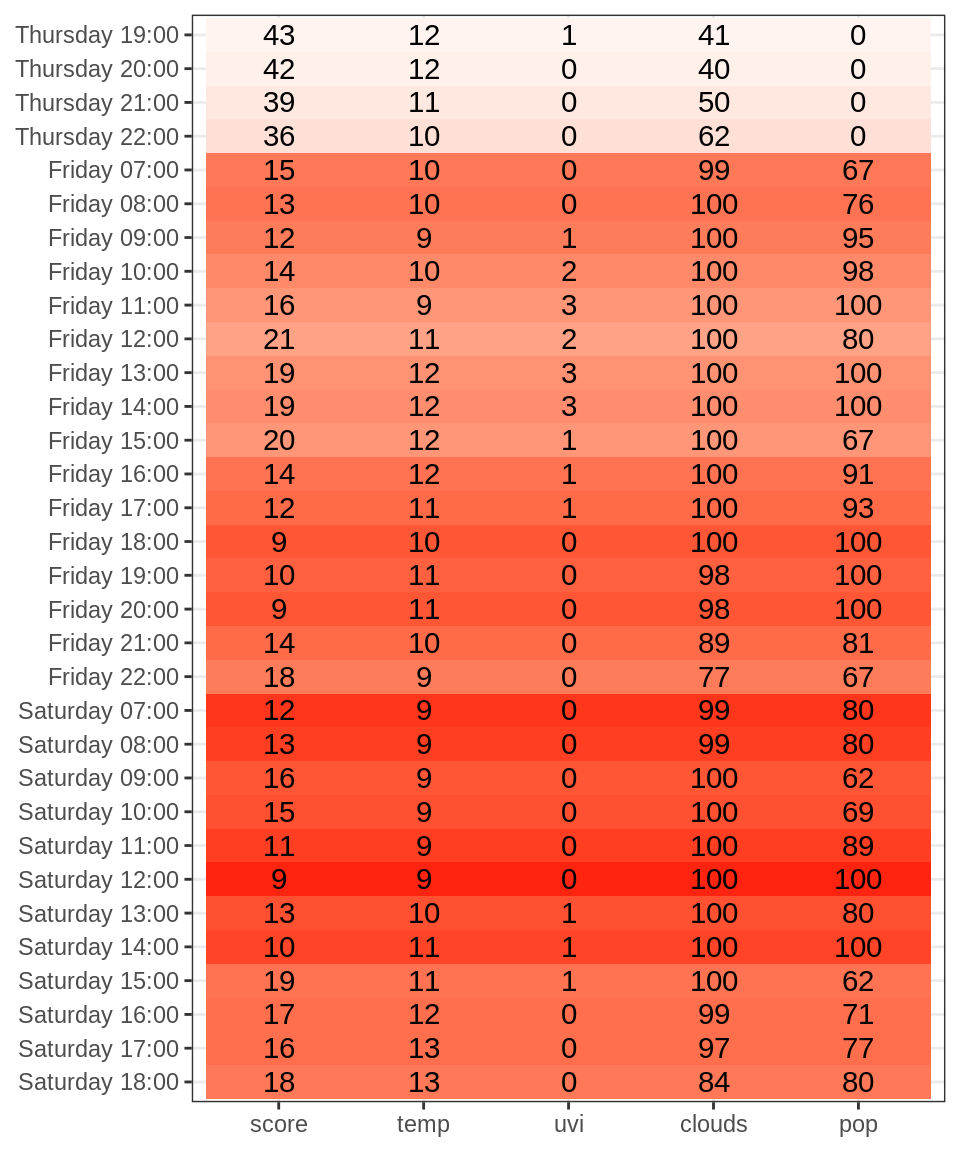 Thursday 19:00 43 12 1 41 0
Thursday 20:00 42 12 0 40 0
Thursday 21:00 39 11 0 50 0
Thursday 22:00 36 10 0 62 0
Friday 07:00 15 10 0 99 67
Friday 08:00 13 10 0 100 76
Friday 09:00 12 9 1 100 95
Friday 10:00 14 10 2 100 98
Friday 11:00 16 9 3 100 100
Friday 12:00 21 11 2 100 80
Friday 13:00 19 12 3 100 100
Friday 14:00 19 12 3 100 100
Friday 15:00 20 12 1 100 67
Friday 16:00 14 12 1 100 91
Friday 17:00 12 11 1 100 93
Friday 18:00 9 10 0 100 100
Friday 19:00 10 11 0 98 100
Friday 20:00 9 11 0 98 100
Friday 21:00 14 10 0 89 81
Friday 22:00 18 9 0 77 67
Saturday 07:00 12 9 0 99 80
Saturday 08:00 13 9 0 99 80
Saturday 09:00 16 9 0 100 62
Saturday 10:00 15 9 0 100 69
Saturday 11:00 11 9 0 100 89
Saturday 12:00 9 9 0 100 100
Saturday 13:00 13 10 1 100 80
Saturday 14:00 10 11 1 100 100
Saturday 15:00 19 11 1 100 62
Saturday 16:00 17 12 0 99 71
Saturday 17:00 16 13 0 97 77
Saturday 18:00 18 13 0 84 80
score temp uvi clouds pop